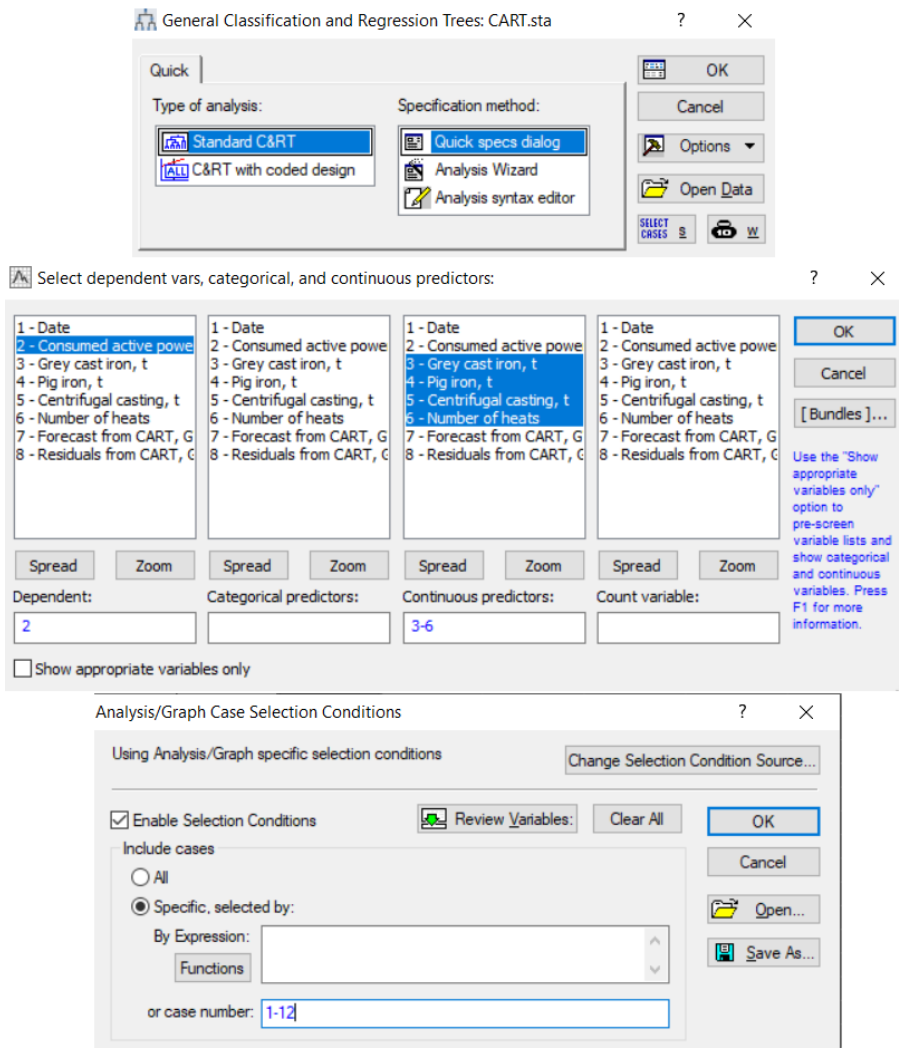 General Classification and Regression Trees: CART.sta ? ×
Quick
Type of analysis:
Specification method:
Standard C&RT
ALL C&RT with coded design
Quick specs dialog
Analysis Wizard
Analysis syntax editor
OK
Cancel
Options
Open Data
SELECT CASES S
W
Select dependent vars, categorical, and continuous predictors: ? ×
1 - Date
2 - Consumed active powe
3 - Grey cast iron, t
4 - Pig iron, t
5 - Centrifugal casting, t
6 - Number of heats
7 - Forecast from CART, G
8 - Residuals from CART, G
1 - Date
2 - Consumed active powe
3 - Grey cast iron, t
4 - Pig iron, t
5 - Centrifugal casting, t
6 - Number of heats
7 - Forecast from CART, G
8 - Residuals from CART, G
1 - Date
2 - Consumed active powe
3 - Grey cast iron, t
4 - Pig iron, t
5 - Centrifugal casting, t
6 - Number of heats
7 - Forecast from CART, G
8 - Residuals from CART, G
1 - Date
2 - Consumed active powe
3 - Grey cast iron, t
4 - Pig iron, t
5 - Centrifugal casting, t
6 - Number of heats
7 - Forecast from CART, G
8 - Residuals from CART, G
OK
Cancel
[ Bundles ]...
Use the "Show
appropriate
variables only"
option to
pre-screen
variable lists and
show categorical
and continuous
variables. Press
F1 for more
information.
Spread Zoom Spread Zoom Spread Zoom Spread Zoom
Dependent: Categorical predictors: Continuous predictors: Count variable:
2 3-6
Show appropriate variables only
Analysis/Graph Case Selection Conditions ? ×
Using Analysis/Graph specific selection conditions
Change Selection Condition Source...
Enable Selection Conditions
Review Variables:
Clear All
OK
Include cases
Cancel
All
Specific, selected by:
Open...
By Expression:
Save As...
Functions
or case number: 1-12